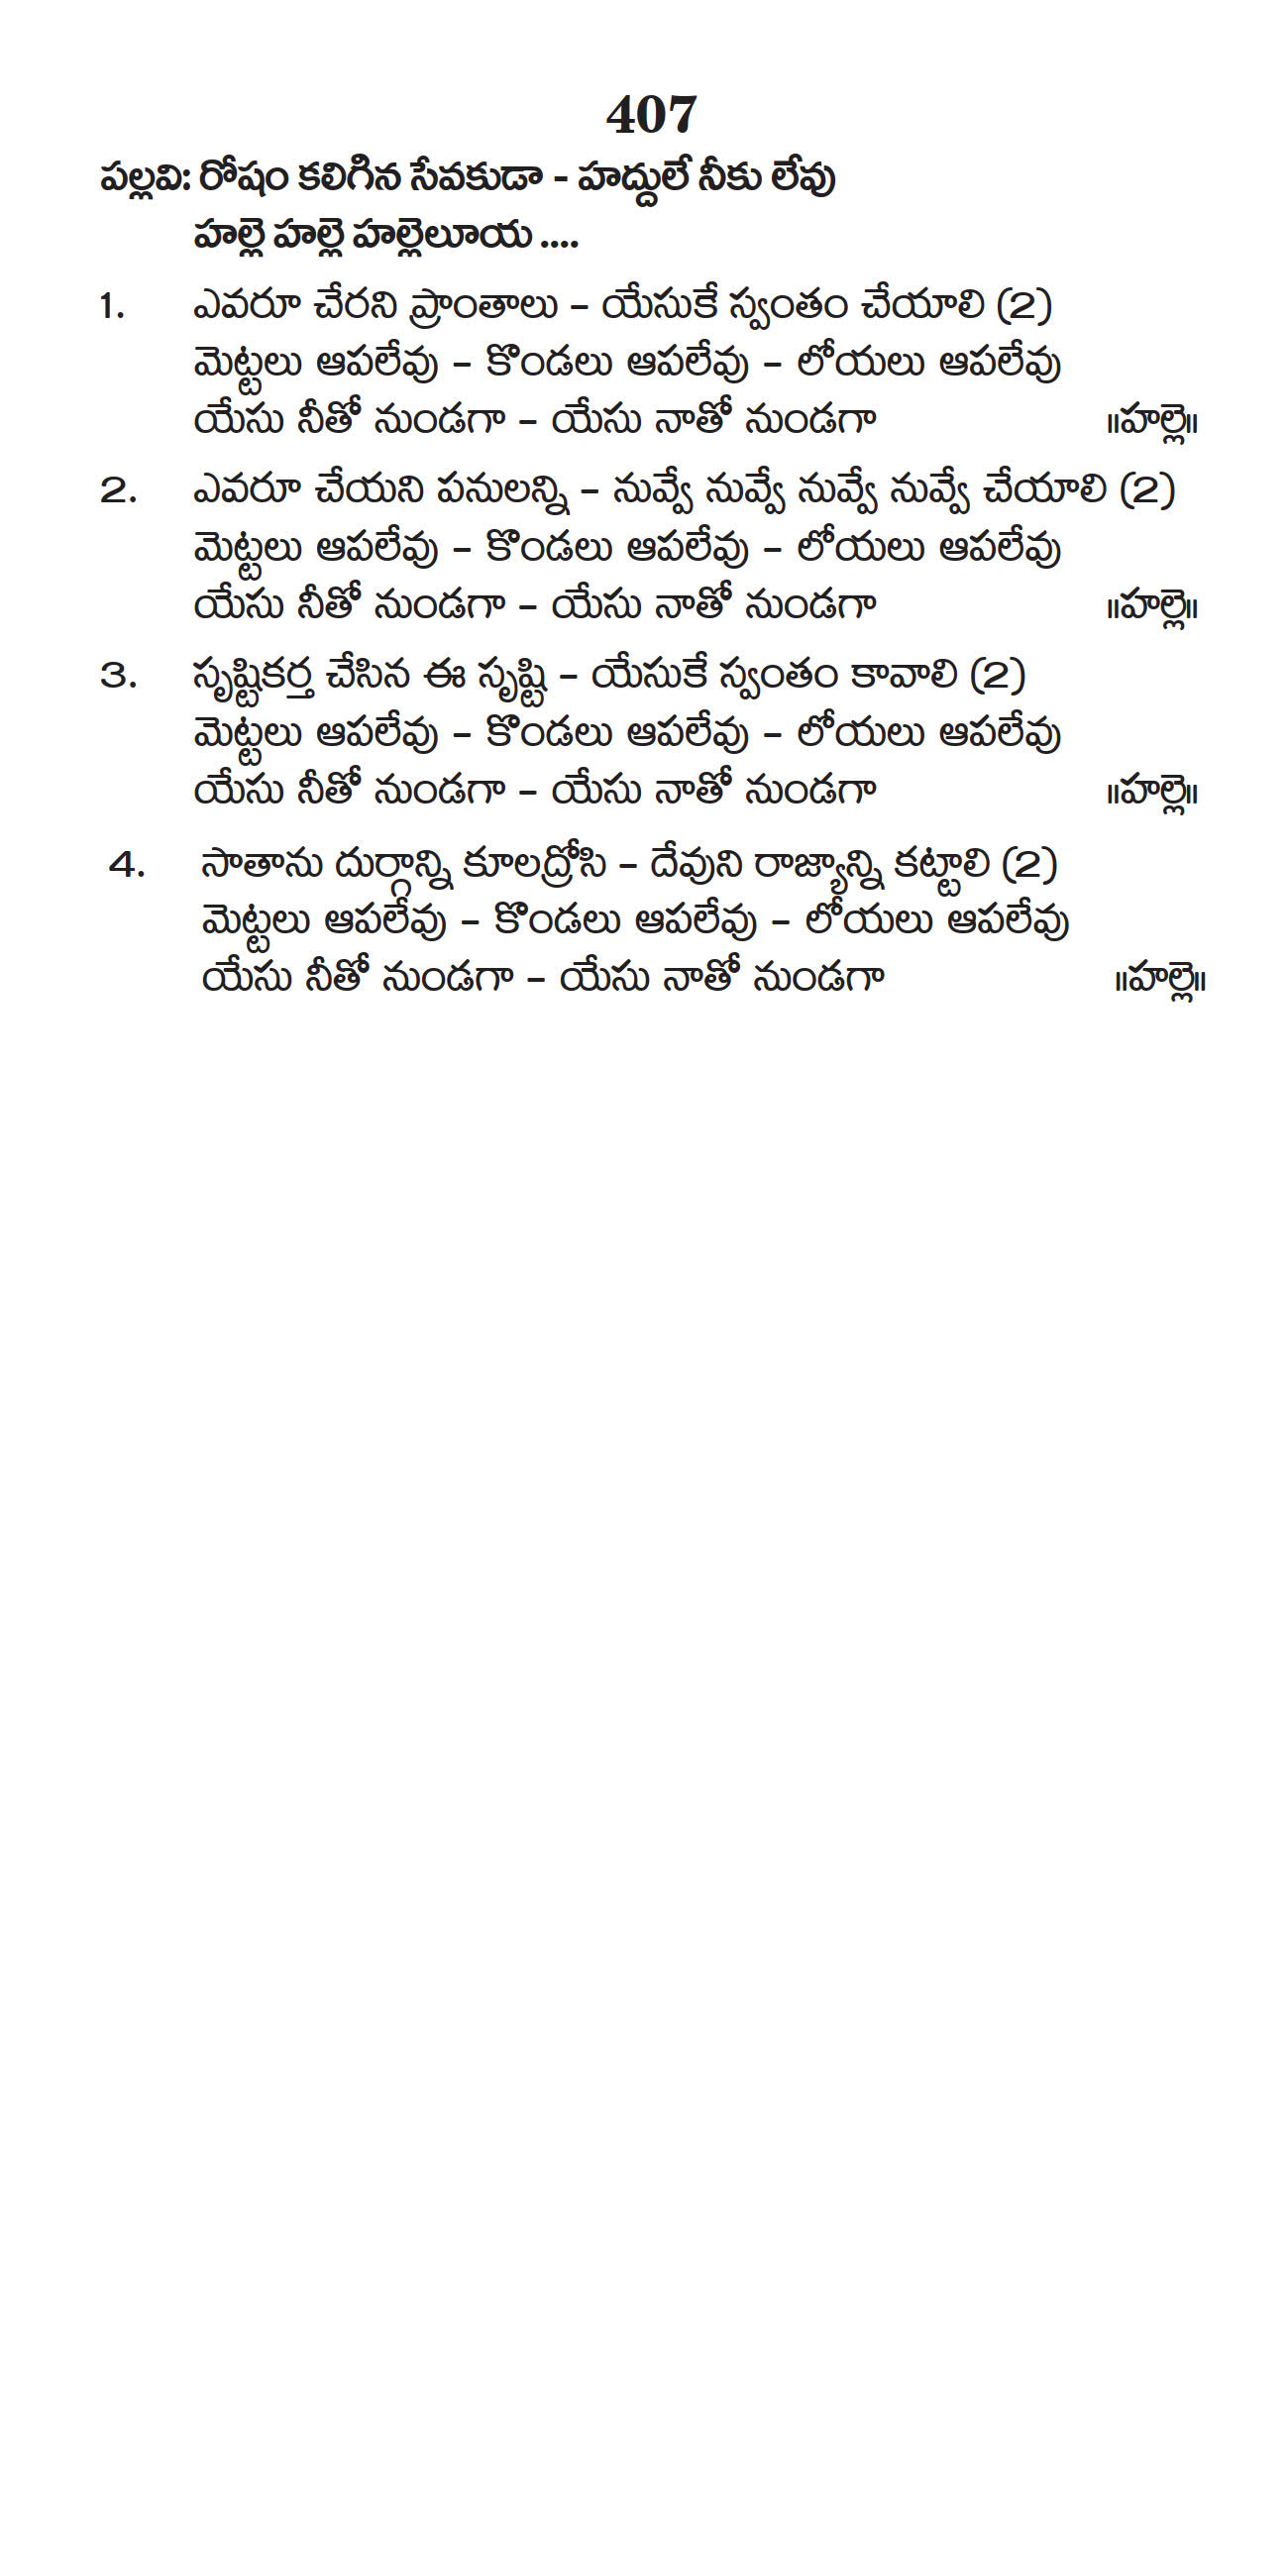 407
పల్లవి: రోషం కలిగిన సేవకుడా - హద్దులే నీకు లేవు
హల్లె హల్లె హల్లెలూయ ....
1. ఎవరూ చేరని ప్రాంతాలు – యేసుకే స్వంతం చేయాలి (2)
మెట్టలు ఆపలేవు – కొండలు ఆపలేవు – లోయలు ఆపలేవు
యేసు నీతో నుండగా – యేసు నాతో నుండగా ॥హల్లె॥
2. ఎవరూ చేయని పనులన్ని – నువ్వే నువ్వే నువ్వే నువ్వే చేయాలి (2)
మెట్టలు ఆపలేవు – కొండలు ఆపలేవు – లోయలు ఆపలేవు
యేసు నీతో నుండగా – యేసు నాతో నుండగా ॥హల్లె॥
3. సృష్టికర్త చేసిన ఈ సృష్టి – యేసుకే స్వంతం కావాలి (2)
మెట్టలు ఆపలేవు – కొండలు ఆపలేవు – లోయలు ఆపలేవు
యేసు నీతో నుండగా – యేసు నాతో నుండగా ॥హల్లె॥
4. సాతాను దుర్గాన్ని కూలద్రోసి – దేవుని రాజ్యాన్ని కట్టాలి (2)
మెట్టలు ఆపలేవు – కొండలు ఆపలేవు – లోయలు ఆపలేవు
యేసు నీతో నుండగా – యేసు నాతో నుండగా ॥హల్లె॥